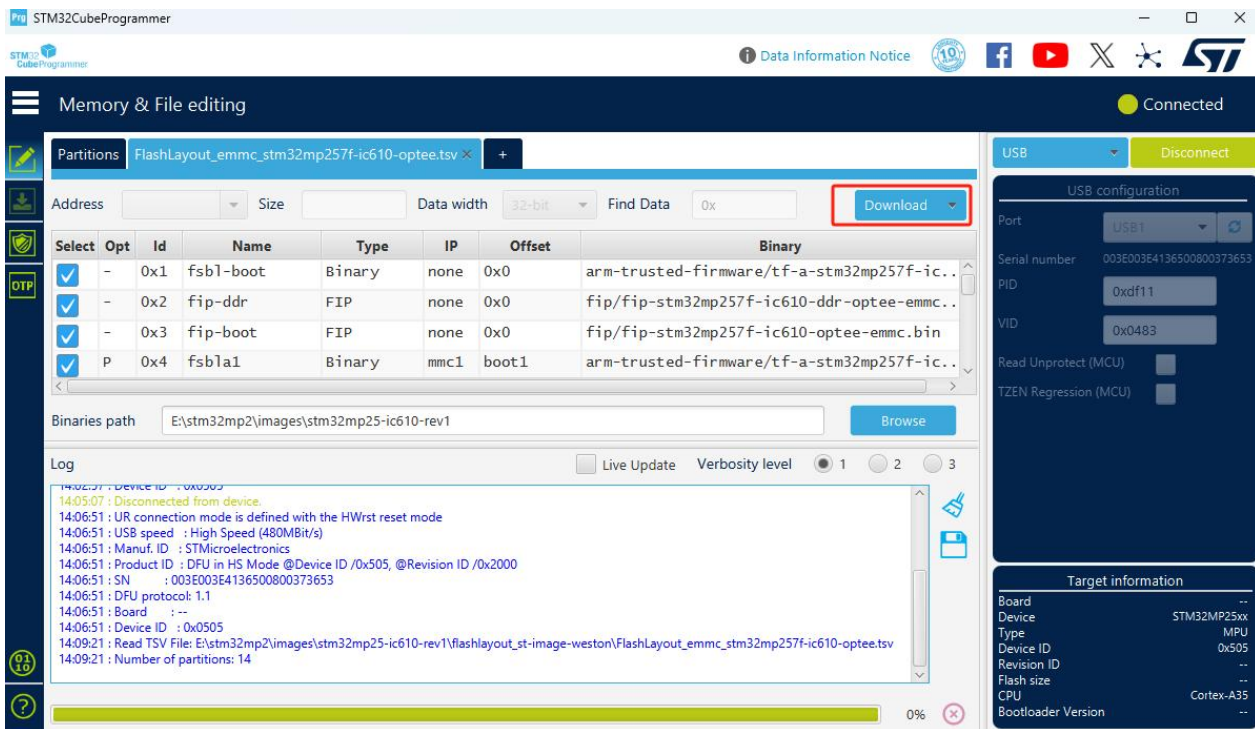 Prg STM32CubeProgrammer
STM32 CubeProgrammer
Data Information Notice
Memory & File editing
Connected
Partitions FlashLayout_emmc_stm32mp257f-ic610-optee.tsv × +
Address Size Data width 32-bit Find Data 0x Download
Select Opt Id Name Type IP Offset Binary
- 0x1 fsbl-boot Binary none 0x0 arm-trusted-firmware/tf-a-stm32mp257f-ic..
- 0x2 fip-ddr FIP none 0x0 fip/fip-stm32mp257f-ic610-ddr-optee-emmc..
- 0x3 fip-boot FIP none 0x0 fip/fip-stm32mp257f-ic610-optee-emmc.bin
P 0x4 fsbla1 Binary mmc1 boot1 arm-trusted-firmware/tf-a-stm32mp257f-ic..
Binaries path E:\stm32mp2\images\stm32mp25-ic610-rev1 Browse
Log Live Update Verbosity level 1 2 3
14:02:57 : Device ID : 0x0505
14:05:07 : Disconnected from device.
14:06:51 : UR connection mode is defined with the HWrst reset mode
14:06:51 : USB speed : High Speed (480MBit/s)
14:06:51 : Manuf. ID : STMicroelectronics
14:06:51 : Product ID : DFU in HS Mode @Device ID /0x505, @Revision ID /0x2000
14:06:51 : SN : 003E003E4136500800373653
14:06:51 : DFU protocol: 1.1
14:06:51 : Board : --
14:06:51 : Device ID : 0x0505
14:09:21 : Read TSV File: E:\stm32mp2\images\stm32mp25-ic610-rev1\flashlayout_st-image-weston\FlashLayout_emmc_stm32mp257f-ic610-optee.tsv
14:09:21 : Number of partitions: 14
0%
OTP
USB Disconnect
USB configuration
Port USB1
Serial number 003E003E4136500800373653
PID 0xdf11
VID 0x0483
Read Unprotect (MCU)
TZEN Regression (MCU)
Target information
Board --
Device STM32MP25xx
Type MPU
Device ID 0x505
Revision ID --
Flash size --
CPU Cortex-A35
Bootloader Version --